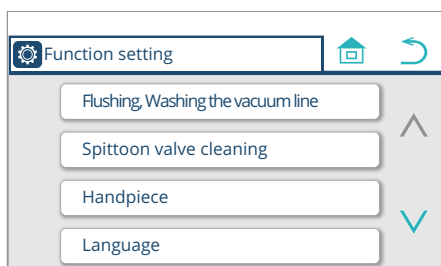 Function setting
Flushing, Washing the vacuum line
Spittoon valve cleaning
Handpiece
Language